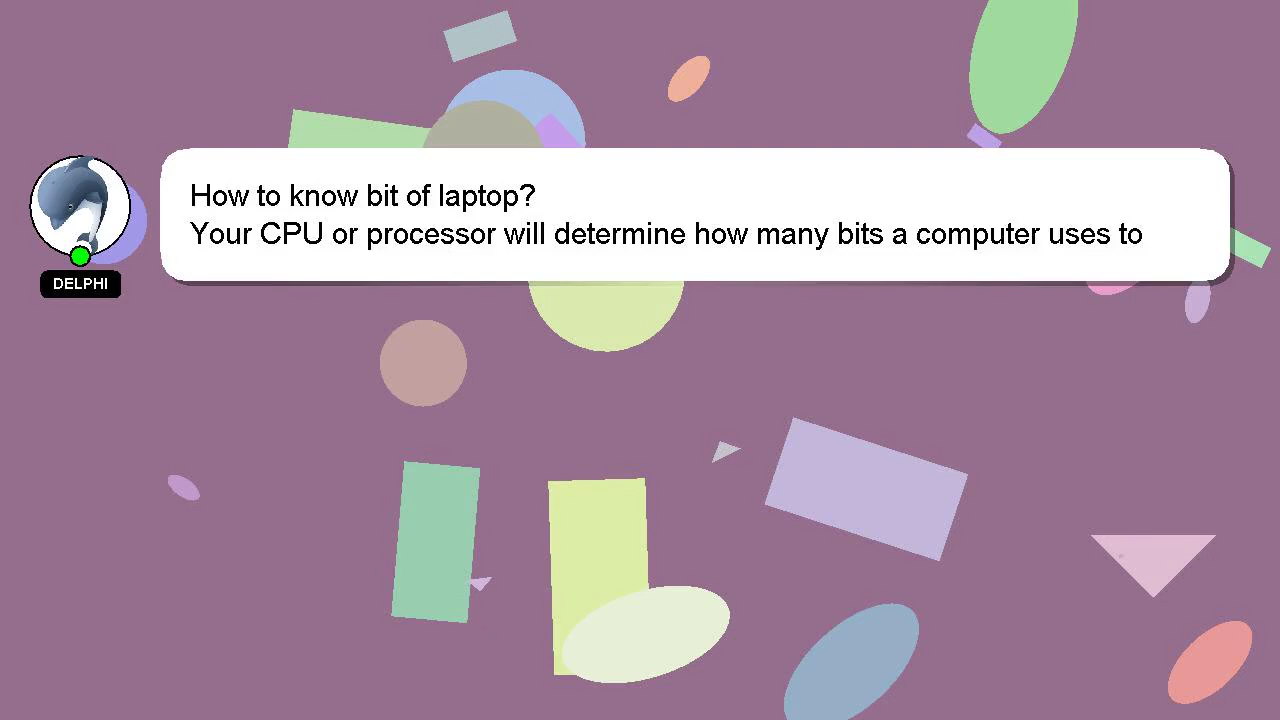 How to know bit of laptop?
Your CPU or processor will determine how many bits a computer uses to
DELPHI